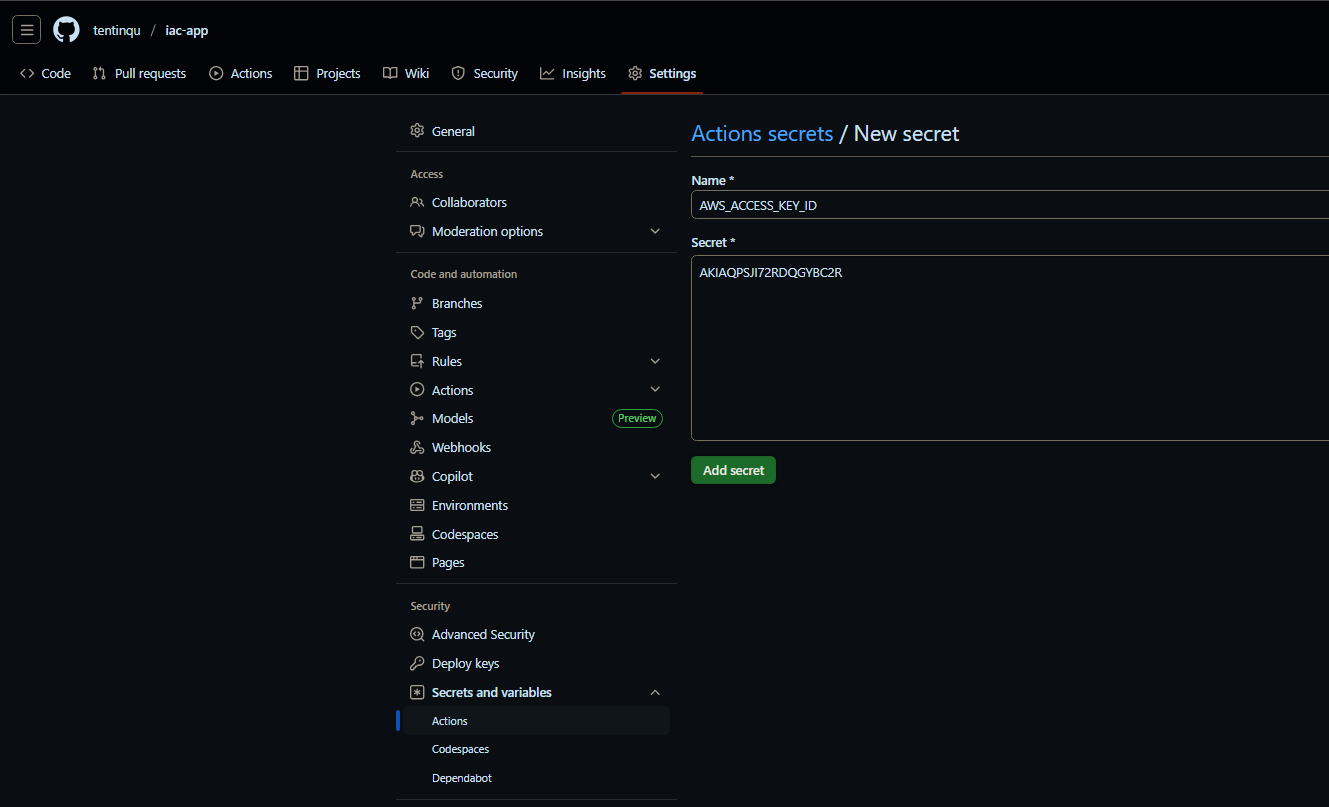 tentinqu / iac-app
Code Pull requests Actions Projects Wiki Security Insights Settings
General
Access
Collaborators
Moderation options
Code and automation
Branches
Tags
Rules
Actions
Models Preview
Webhooks
Copilot
Environments
Codespaces
Pages
Security
Advanced Security
Deploy keys
Secrets and variables
Actions
Codespaces
Dependabot
Actions secrets / New secret
Name *
AWS_ACCESS_KEY_ID
Secret *
AKIAQPSJI72RDQGYBC2R
Add secret